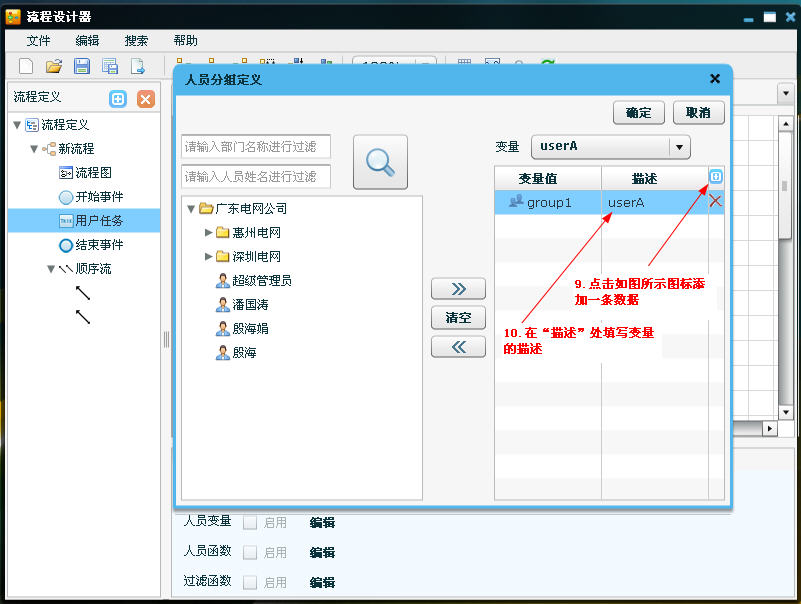 流程设计器
文件 编辑 搜索 帮助
流程定义
流程定义
新流程
流程图
开始事件
用户任务
结束事件
顺序流
人员分组定义
确定 取消
请输入部门名称进行过滤
请输入人员姓名进行过滤
变量 userA
变量值 描述
group1 userA
广东电网公司
惠州电网
深圳电网
超级管理员
潘国涛
殷海娟
殷海
清空
9.点击如图所示图标添
加一条数据
10.在“描述”处填写变量
的描述
人员变量 启用 编辑
人员函数 启用 编辑
过滤函数 启用 编辑